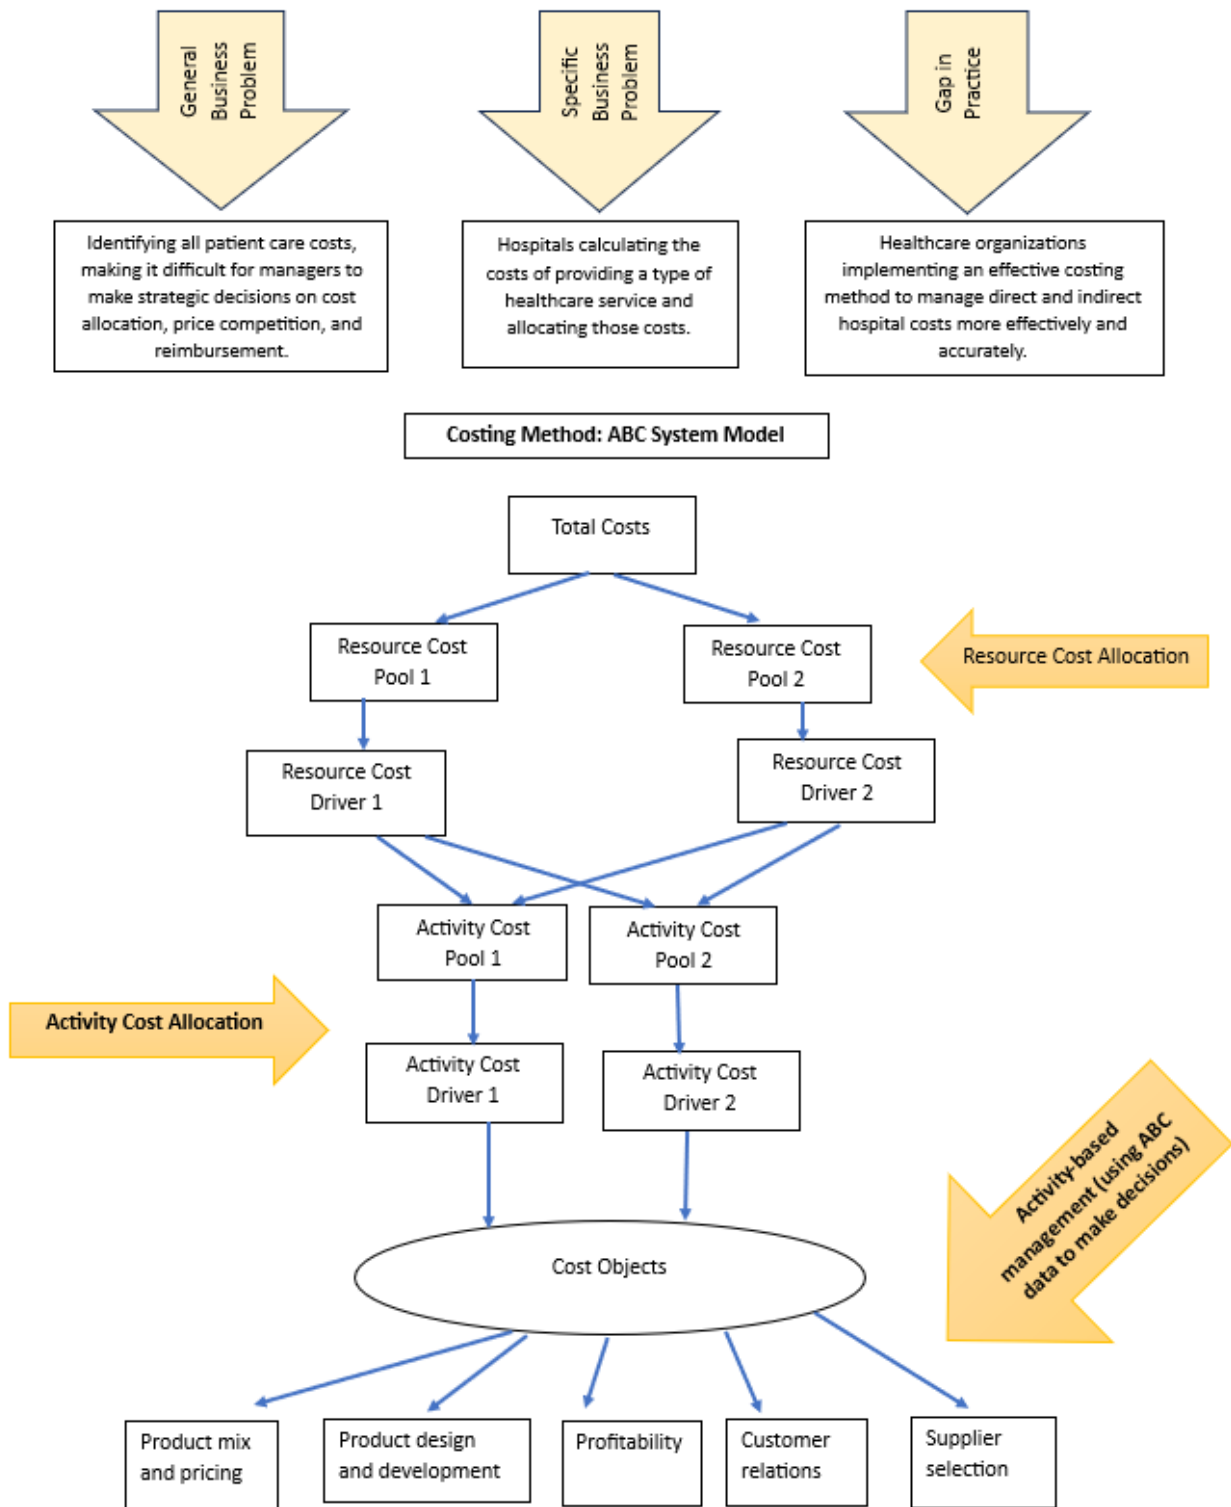 General
Business
Problem
Specific
Business
Problem
Gap in
Practice
Identifying all patient care costs,
making it difficult for managers to
make strategic decisions on cost
allocation, price competition, and
reimbursement.
Hospitals calculating the
costs of providing a type of
healthcare service and
allocating those costs.
Healthcare organizations
implementing an effective costing
method to manage direct and indirect
hospital costs more effectively and
accurately.
Costing Method: ABC System Model
Total Costs
Resource Cost
Pool 1
Resource Cost
Pool 2
Resource Cost Allocation
Resource Cost
Driver 1
Resource Cost
Driver 2
Activity Cost
Pool 1
Activity Cost
Pool 2
Activity Cost Allocation
Activity Cost
Driver 1
Activity Cost
Driver 2
Activity-based
management (using ABC
data to make decisions)
Cost Objects
Product mix
and pricing
Product design
and development
Profitability
Customer
relations
Supplier
selection